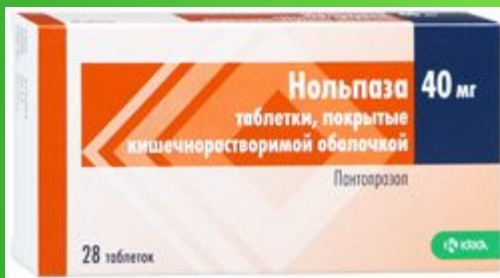 Нольпаза 40 мг
таблетки, покрытые
кишечнорастворимой оболочкой
Пантопразол
28 таблеток
KRKA